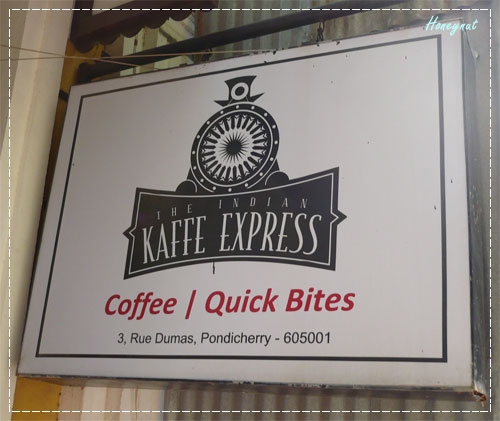 Honeynut
THE INDIAN
KAFFE EXPRESS
Coffee | Quick Bites
3, Rue Dumas, Pondicherry - 605001